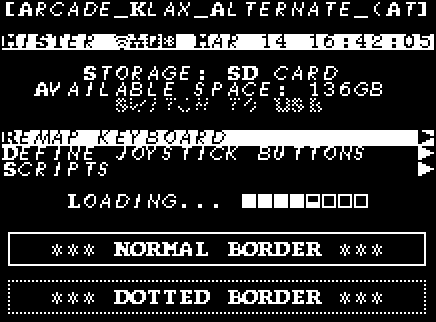 [ARCADE_KLAX_ALTERNATE_(AT]
MISTER MAR 14 16:42:05
STORAGE: SD CARD
AVAILABLE SPACE: 136GB
SWITCH TO USB
REMAP KEYBOARD
DEFINE JOYSTICK BUTTONS
SCRIPTS
LOADING...
*** NORMAL BORDER ***
*** DOTTED BORDER ***